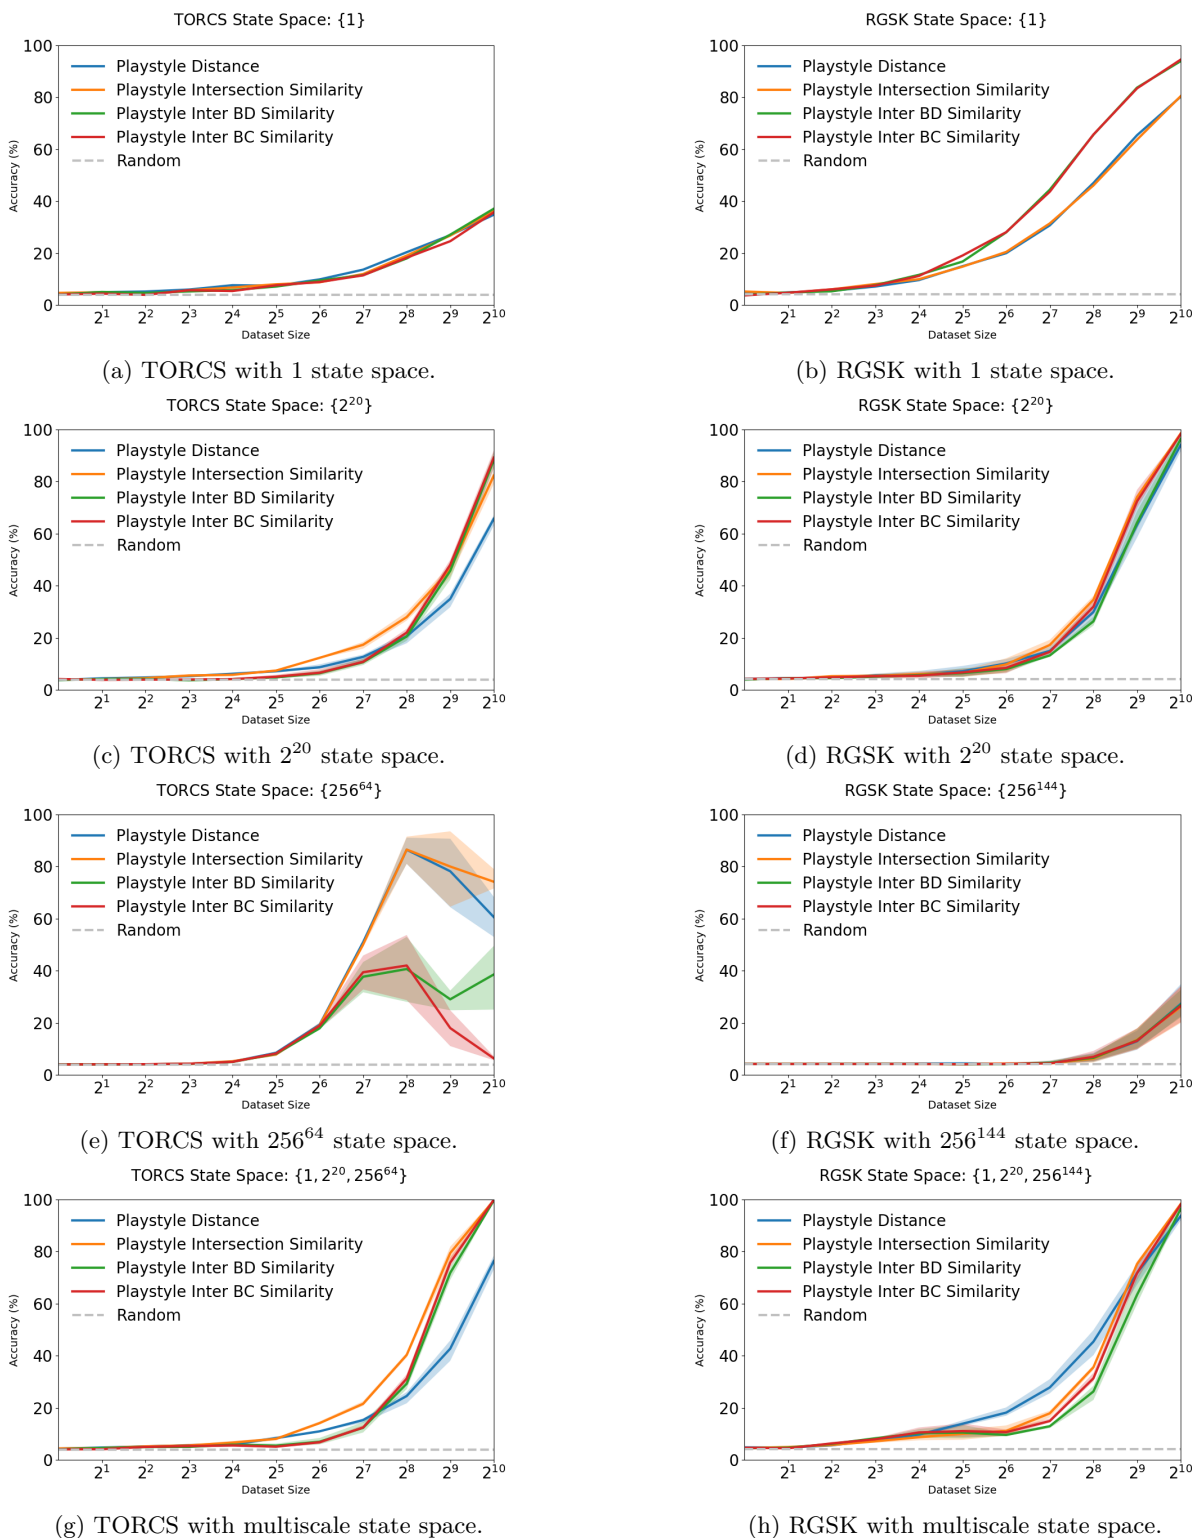 TORCS State Space: {1}
100
80
60
40
20
0
Accuracy (%)
Playstyle Distance
Playstyle Intersection Similarity
Playstyle Inter BD Similarity
Playstyle Inter BC Similarity
Random
2^1 2^2 2^3 2^4 2^5 2^6 2^7 2^8 2^9 2^10
Dataset Size
(a) TORCS with 1 state space.
RGSK State Space: {1}
100
80
60
40
20
0
Accuracy (%)
Playstyle Distance
Playstyle Intersection Similarity
Playstyle Inter BD Similarity
Playstyle Inter BC Similarity
Random
2^1 2^2 2^3 2^4 2^5 2^6 2^7 2^8 2^9 2^10
Dataset Size
(b) RGSK with 1 state space.
TORCS State Space: {2^20}
100
80
60
40
20
0
Accuracy (%)
Playstyle Distance
Playstyle Intersection Similarity
Playstyle Inter BD Similarity
Playstyle Inter BC Similarity
Random
2^1 2^2 2^3 2^4 2^5 2^6 2^7 2^8 2^9 2^10
Dataset Size
(c) TORCS with 2^20 state space.
RGSK State Space: {2^20}
100
80
60
40
20
0
Accuracy (%)
Playstyle Distance
Playstyle Intersection Similarity
Playstyle Inter BD Similarity
Playstyle Inter BC Similarity
Random
2^1 2^2 2^3 2^4 2^5 2^6 2^7 2^8 2^9 2^10
Dataset Size
(d) RGSK with 2^20 state space.
TORCS State Space: {256^64}
100
80
60
40
20
0
Accuracy (%)
Playstyle Distance
Playstyle Intersection Similarity
Playstyle Inter BD Similarity
Playstyle Inter BC Similarity
Random
2^1 2^2 2^3 2^4 2^5 2^6 2^7 2^8 2^9 2^10
Dataset Size
(e) TORCS with 256^64 state space.
RGSK State Space: {256^144}
100
80
60
40
20
0
Accuracy (%)
Playstyle Distance
Playstyle Intersection Similarity
Playstyle Inter BD Similarity
Playstyle Inter BC Similarity
Random
2^1 2^2 2^3 2^4 2^5 2^6 2^7 2^8 2^9 2^10
Dataset Size
(f) RGSK with 256^144 state space.
TORCS State Space: {1, 2^20, 256^64}
100
80
60
40
20
0
Accuracy (%)
Playstyle Distance
Playstyle Intersection Similarity
Playstyle Inter BD Similarity
Playstyle Inter BC Similarity
Random
2^1 2^2 2^3 2^4 2^5 2^6 2^7 2^8 2^9 2^10
Dataset Size
(g) TORCS with multiscale state space.
RGSK State Space: {1, 2^20, 256^144}
100
80
60
40
20
0
Accuracy (%)
Playstyle Distance
Playstyle Intersection Similarity
Playstyle Inter BD Similarity
Playstyle Inter BC Similarity
Random
2^1 2^2 2^3 2^4 2^5 2^6 2^7 2^8 2^9 2^10
Dataset Size
(h) RGSK with multiscale state space.